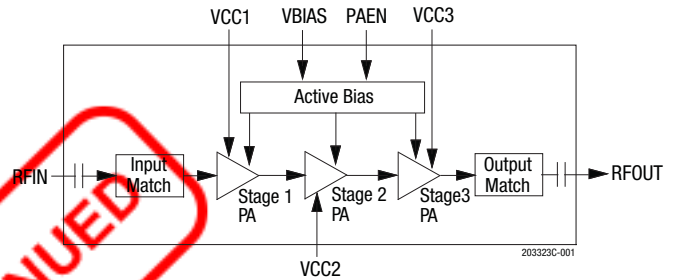 VCC1 VBIAS PAEN VCC3
Active Bias
RFIN
Input
Match
Stage 1
PA
Stage 2
PA
Stage3
PA
Output
Match
RFOUT
VCC2
203323C-001
NUED